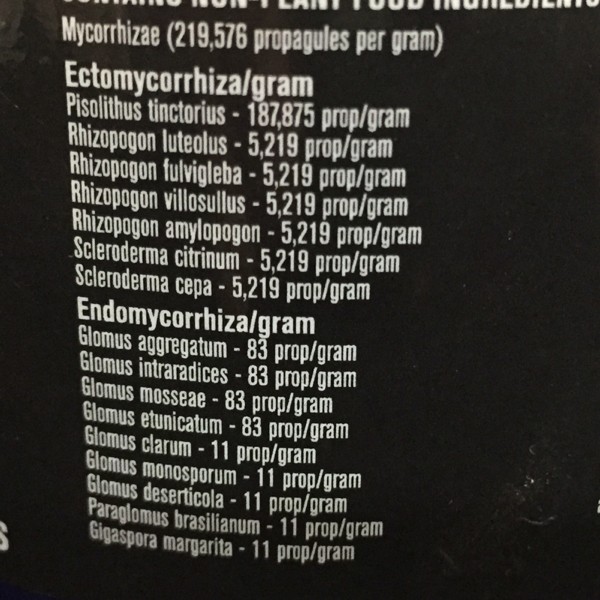 CONTAINS NON-PLANT FOOD INGREDIENTS
Mycorrhizae (219,576 propagules per gram)
Ectomycorrhiza/gram
Pisolithus tinctorius - 187,875 prop/gram
Rhizopogon luteolus - 5,219 prop/gram
Rhizopogon fulvigleba - 5,219 prop/gram
Rhizopogon villosullus - 5,219 prop/gram
Rhizopogon amylopogon - 5,219 prop/gram
Scleroderma citrinum - 5,219 prop/gram
Scleroderma cepa - 5,219 prop/gram
Endomycorrhiza/gram
Glomus aggregatum - 83 prop/gram
Glomus intraradices - 83 prop/gram
Glomus mosseae - 83 prop/gram
Glomus etunicatum - 83 prop/gram
Glomus clarum - 11 prop/gram
Glomus monosporum - 11 prop/gram
Glomus deserticola - 11 prop/gram
Paraglomus brasilianum - 11 prop/gram
Gigaspora margarita - 11 prop/gram
S